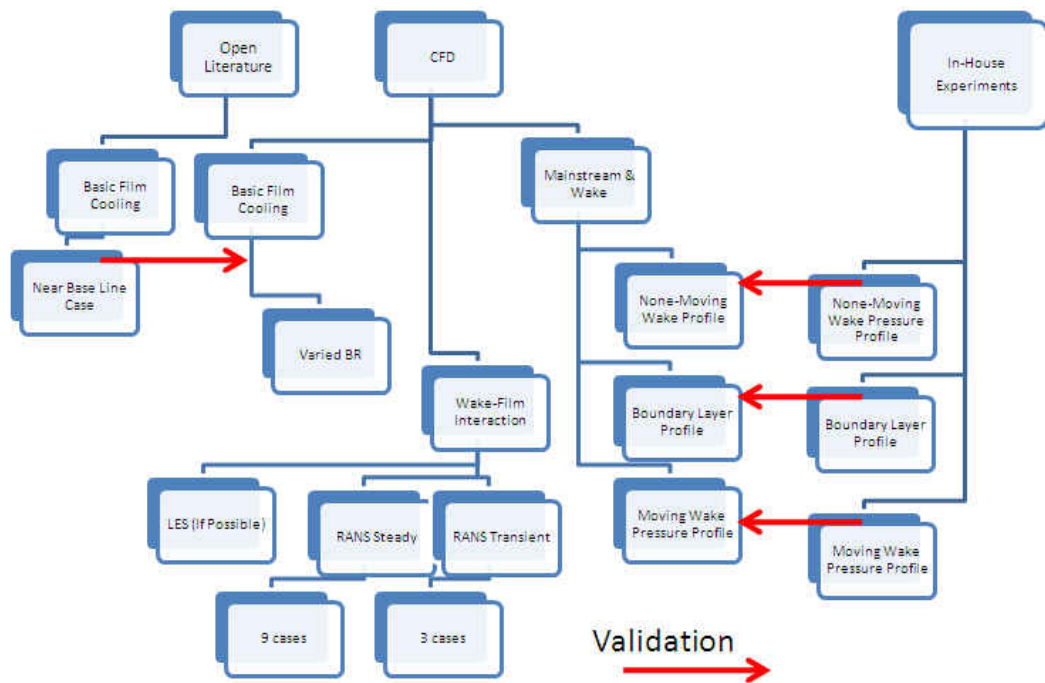 Open
Literature
CFD
In-House
Experiments
Basic Film
Cooling
Basic Film
Cooling
Mainstream &
Wake
Near Base Line
Case
None-Moving
Wake Profile
None-Moving
Wake Pressure
Profile
Varied BR
Wake-Film
Interaction
Boundary Layer
Profile
Boundary Layer
Profile
LES (If Possible)
RANS Steady
RANS Transient
Moving Wake
Pressure Profile
Moving Wake
Pressure Profile
9 cases
3 cases
Validation